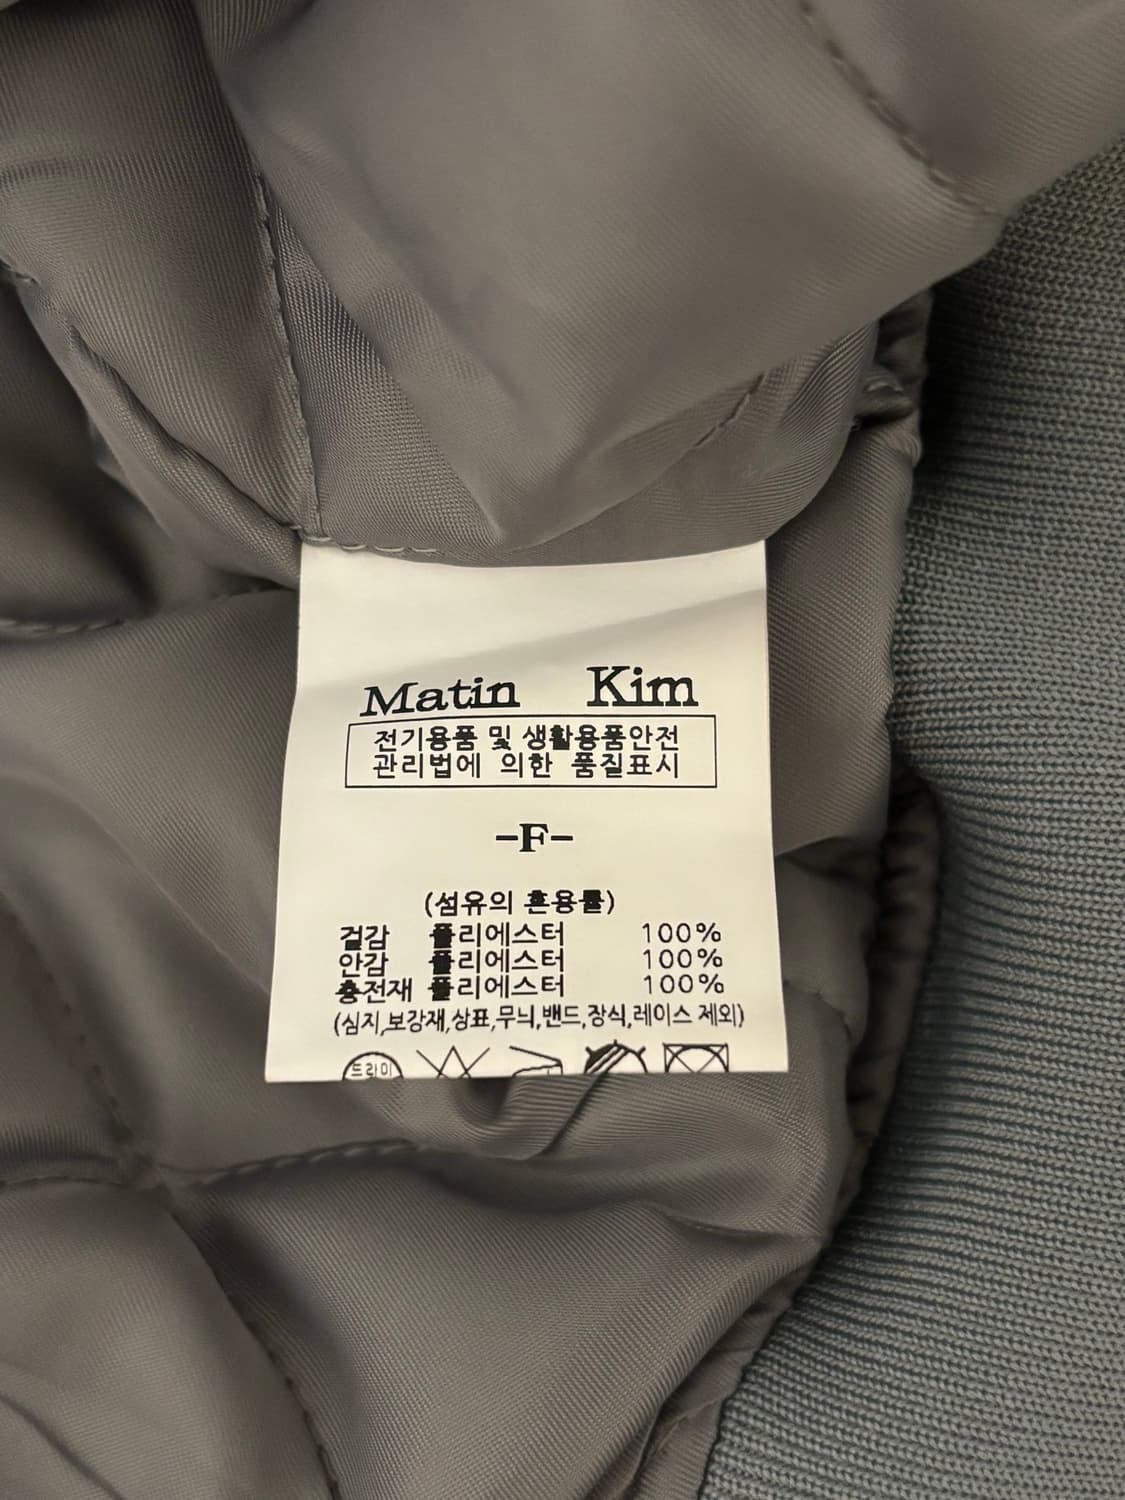 Matin Kim
전기용품 및 생활용품안전
관리법에 의한 품질표시
-F-
(섬유의 혼용률)
겉감 폴리에스터 100%
안감 폴리에스터 100%
충전재 폴리에스터 100%
(심지,보강재,상표,무늬,밴드,장식,레이스 제외)
드라이